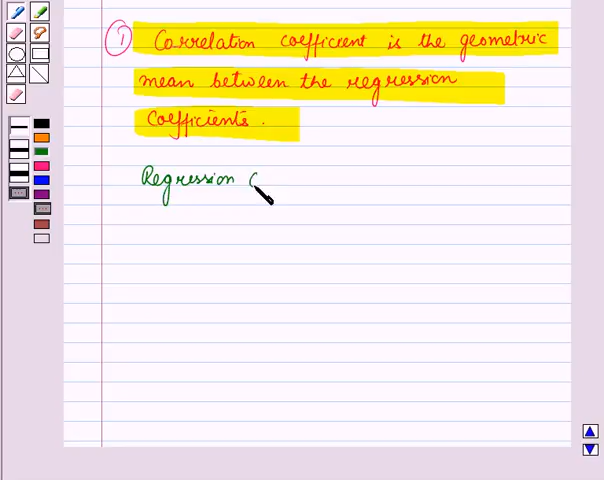 ① Correlation coefficient is the geometric
mean between the regression
coefficients.
Regression C